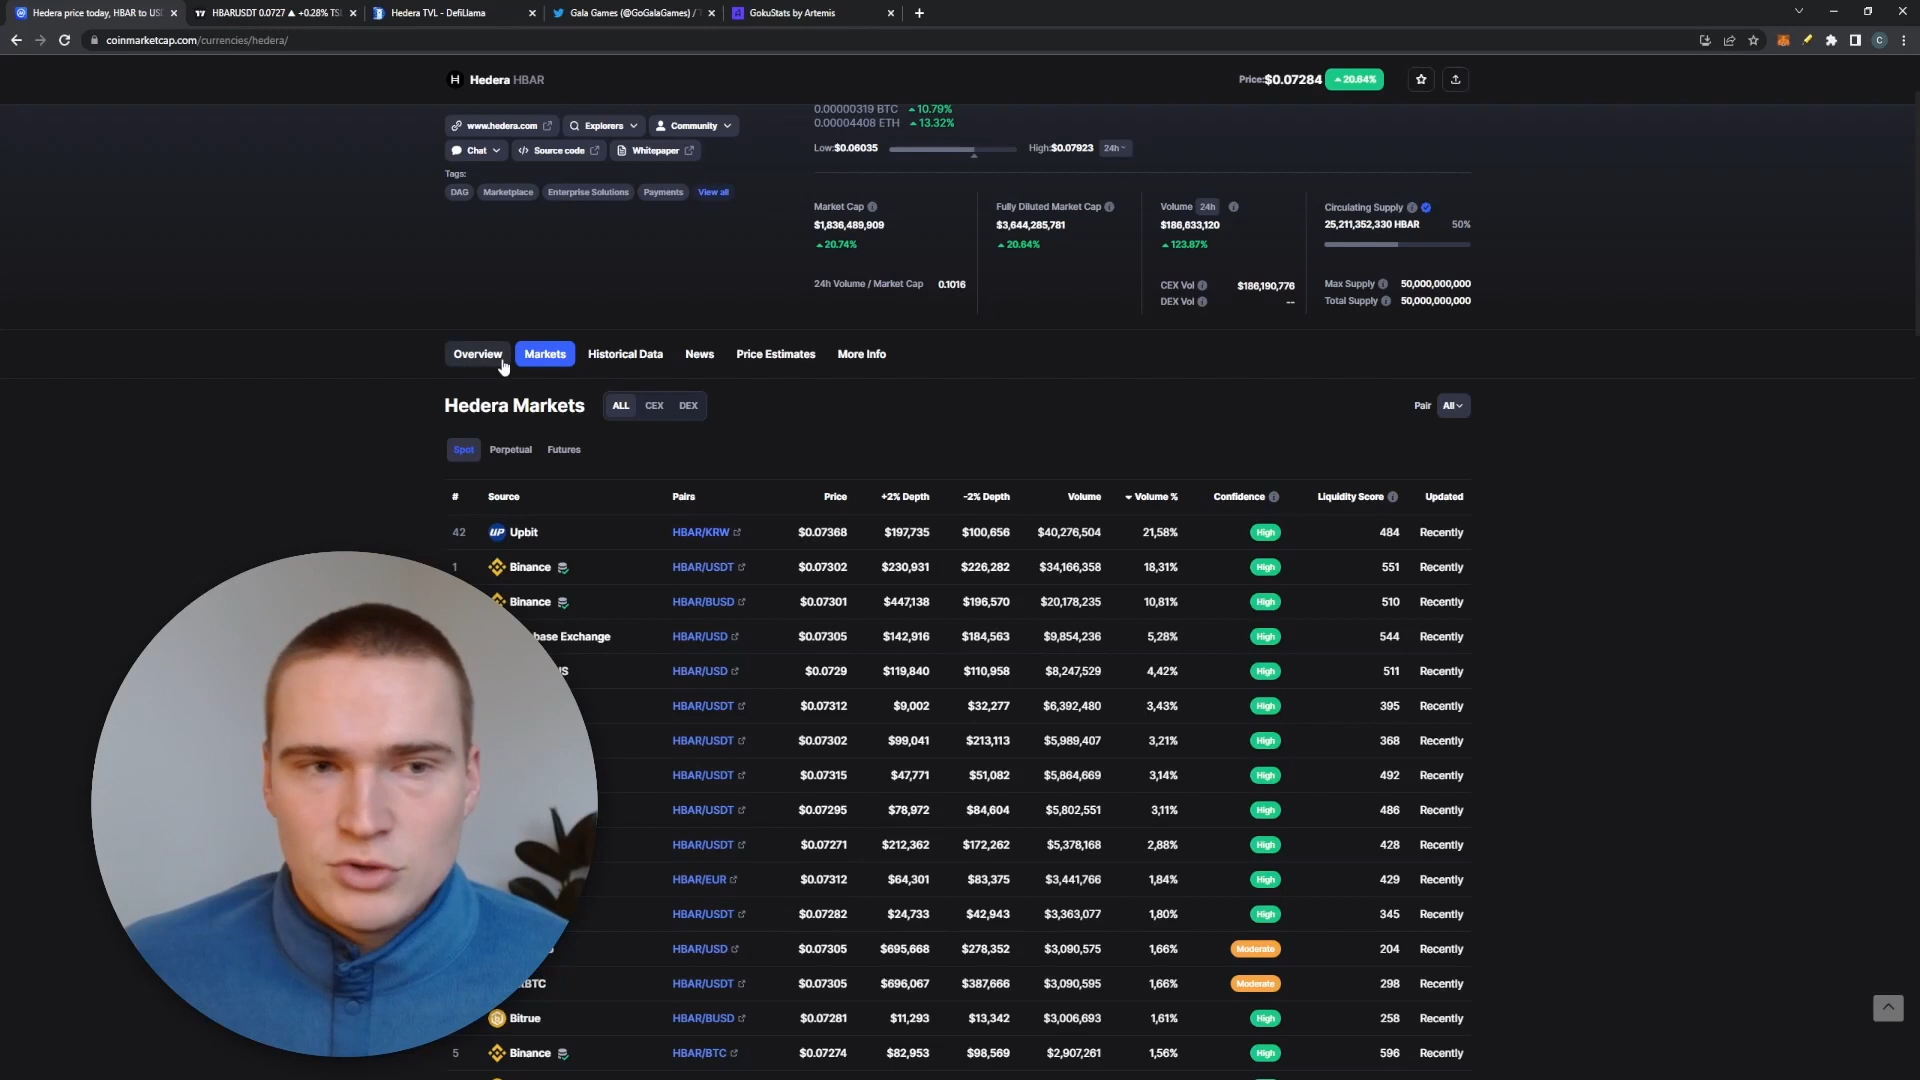 Hedera price today, HBAR to US
HBARUSDT 0.0727 ▲ +0.28% TSI
Hedera TVL - DefiLlama
Gala Games (@GoGalaGames) / T
GokuStats by Artemis
coinmarketcap.com/currencies/hedera/
C
Hedera HBAR
Price: $0.07284 20.64%
0.00000319 BTC 10.79%
0.00004408 ETH 13.32%
www.hedera.com Explorers Community
Low: $0.06035 High: $0.07923 24h
Chat Source code Whitepaper
Tags:
DAG Marketplace Enterprise Solutions Payments View all
Market Cap Fully Diluted Market Cap Volume 24h Circulating Supply
$1,836,489,909 $3,644,285,781 $186,633,120 25,211,352,330 HBAR 50%
20.74% 20.64% 123.87%
24h Volume / Market Cap 0.1016 CEX Vol $186,190,776 Max Supply 50,000,000,000
DEX Vol -- Total Supply 50,000,000,000
Overview Markets Historical Data News Price Estimates More Info
Hedera Markets ALL CEX DEX Pair All
Spot Perpetual Futures
# Source Pairs Price +2% Depth -2% Depth Volume Volume % Confidence Liquidity Score Updated
42 UP Upbit HBAR/KRW $0.07368 $197,735 $100,656 $40,276,504 21,58% High 484 Recently
1 Binance HBAR/USDT $0.07302 $230,931 $226,282 $34,166,358 18,31% High 551 Recently
Binance HBAR/BUSD $0.07301 $447,138 $196,570 $20,178,235 10,81% High 510 Recently
base Exchange HBAR/USD $0.07305 $142,916 $184,563 $9,854,236 5,28% High 544 Recently
S HBAR/USD $0.0729 $119,840 $110,958 $8,247,529 4,42% High 511 Recently
HBAR/USDT $0.07312 $9,002 $32,277 $6,392,480 3,43% High 395 Recently
HBAR/USDT $0.07302 $99,041 $213,113 $5,989,407 3,21% High 368 Recently
HBAR/USDT $0.07315 $47,771 $51,082 $5,864,669 3,14% High 492 Recently
HBAR/USDT $0.07295 $78,972 $84,604 $5,802,551 3,11% High 486 Recently
HBAR/USDT $0.07271 $212,362 $172,262 $5,378,168 2,88% High 428 Recently
HBAR/EUR $0.07312 $64,301 $83,375 $3,441,766 1,84% High 429 Recently
HBAR/USDT $0.07282 $24,733 $42,943 $3,363,077 1,80% High 345 Recently
HBAR/USD $0.07305 $695,668 $278,352 $3,090,575 1,66% Moderate 204 Recently
BTC HBAR/USDT $0.07305 $696,067 $387,666 $3,090,595 1,66% Moderate 298 Recently
Bitrue HBAR/BUSD $0.07281 $11,293 $13,342 $3,006,693 1,61% High 258 Recently
5 Binance HBAR/BTC $0.07274 $82,953 $98,569 $2,907,261 1,56% High 596 Recently